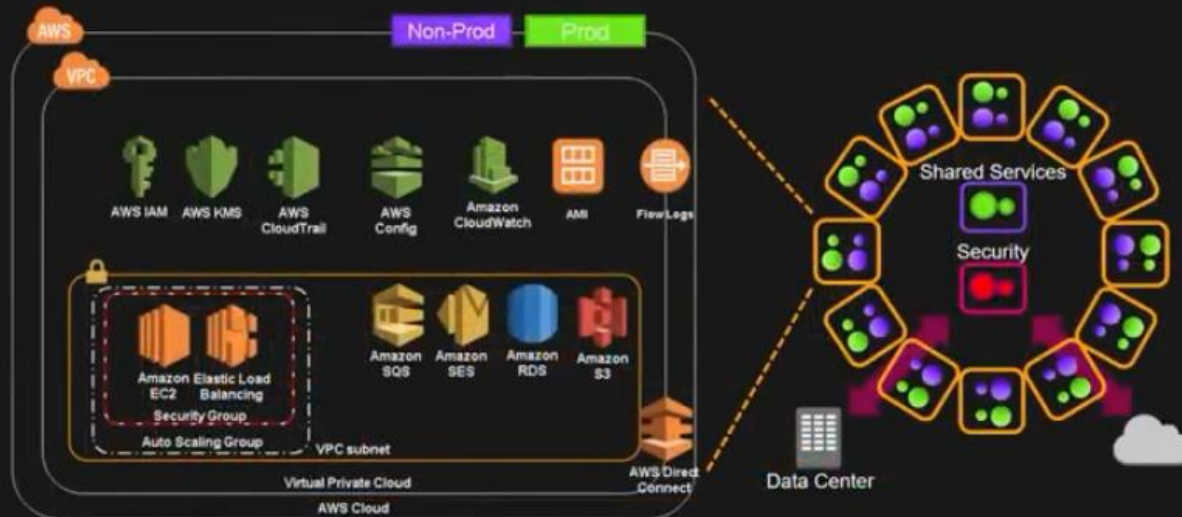 AWS
Non-Prod
Prod
VPC
AWS IAM
AWS KMS
AWS
CloudTrail
AWS
Config
Amazon
CloudWatch
AMI
Flow Logs
Amazon
EC2
Elastic Load
Balancing
Security Group
Auto Scaling Group
Amazon
SQS
Amazon
SES
Amazon
RDS
Amazon
S3
VPC subnet
AWS Direct
Connect
Virtual Private Cloud
AWS Cloud
Shared Services
Security
Data Center